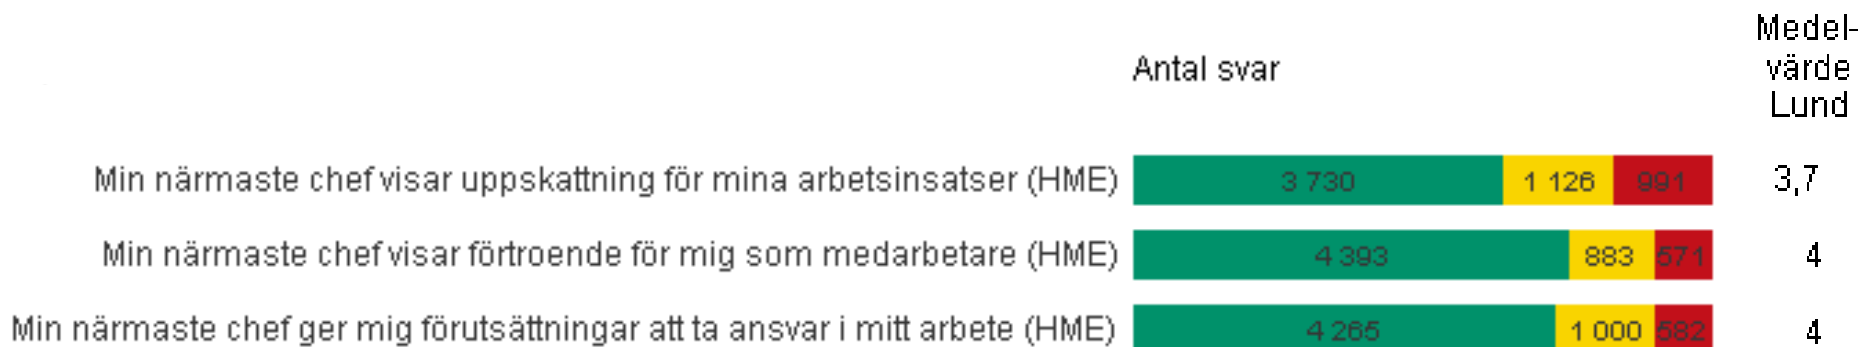 Medel-
värde
Lund
Antal svar
Min närmaste chef visar uppskattning för mina arbetsinsatser (HME) 3 730 1 126 991 3,7
Min närmaste chef visar förtroende för mig som medarbetare (HME) 4 393 883 571 4
Min närmaste chef ger mig förutsättningar att ta ansvar i mitt arbete (HME) 4 265 1 000 582 4